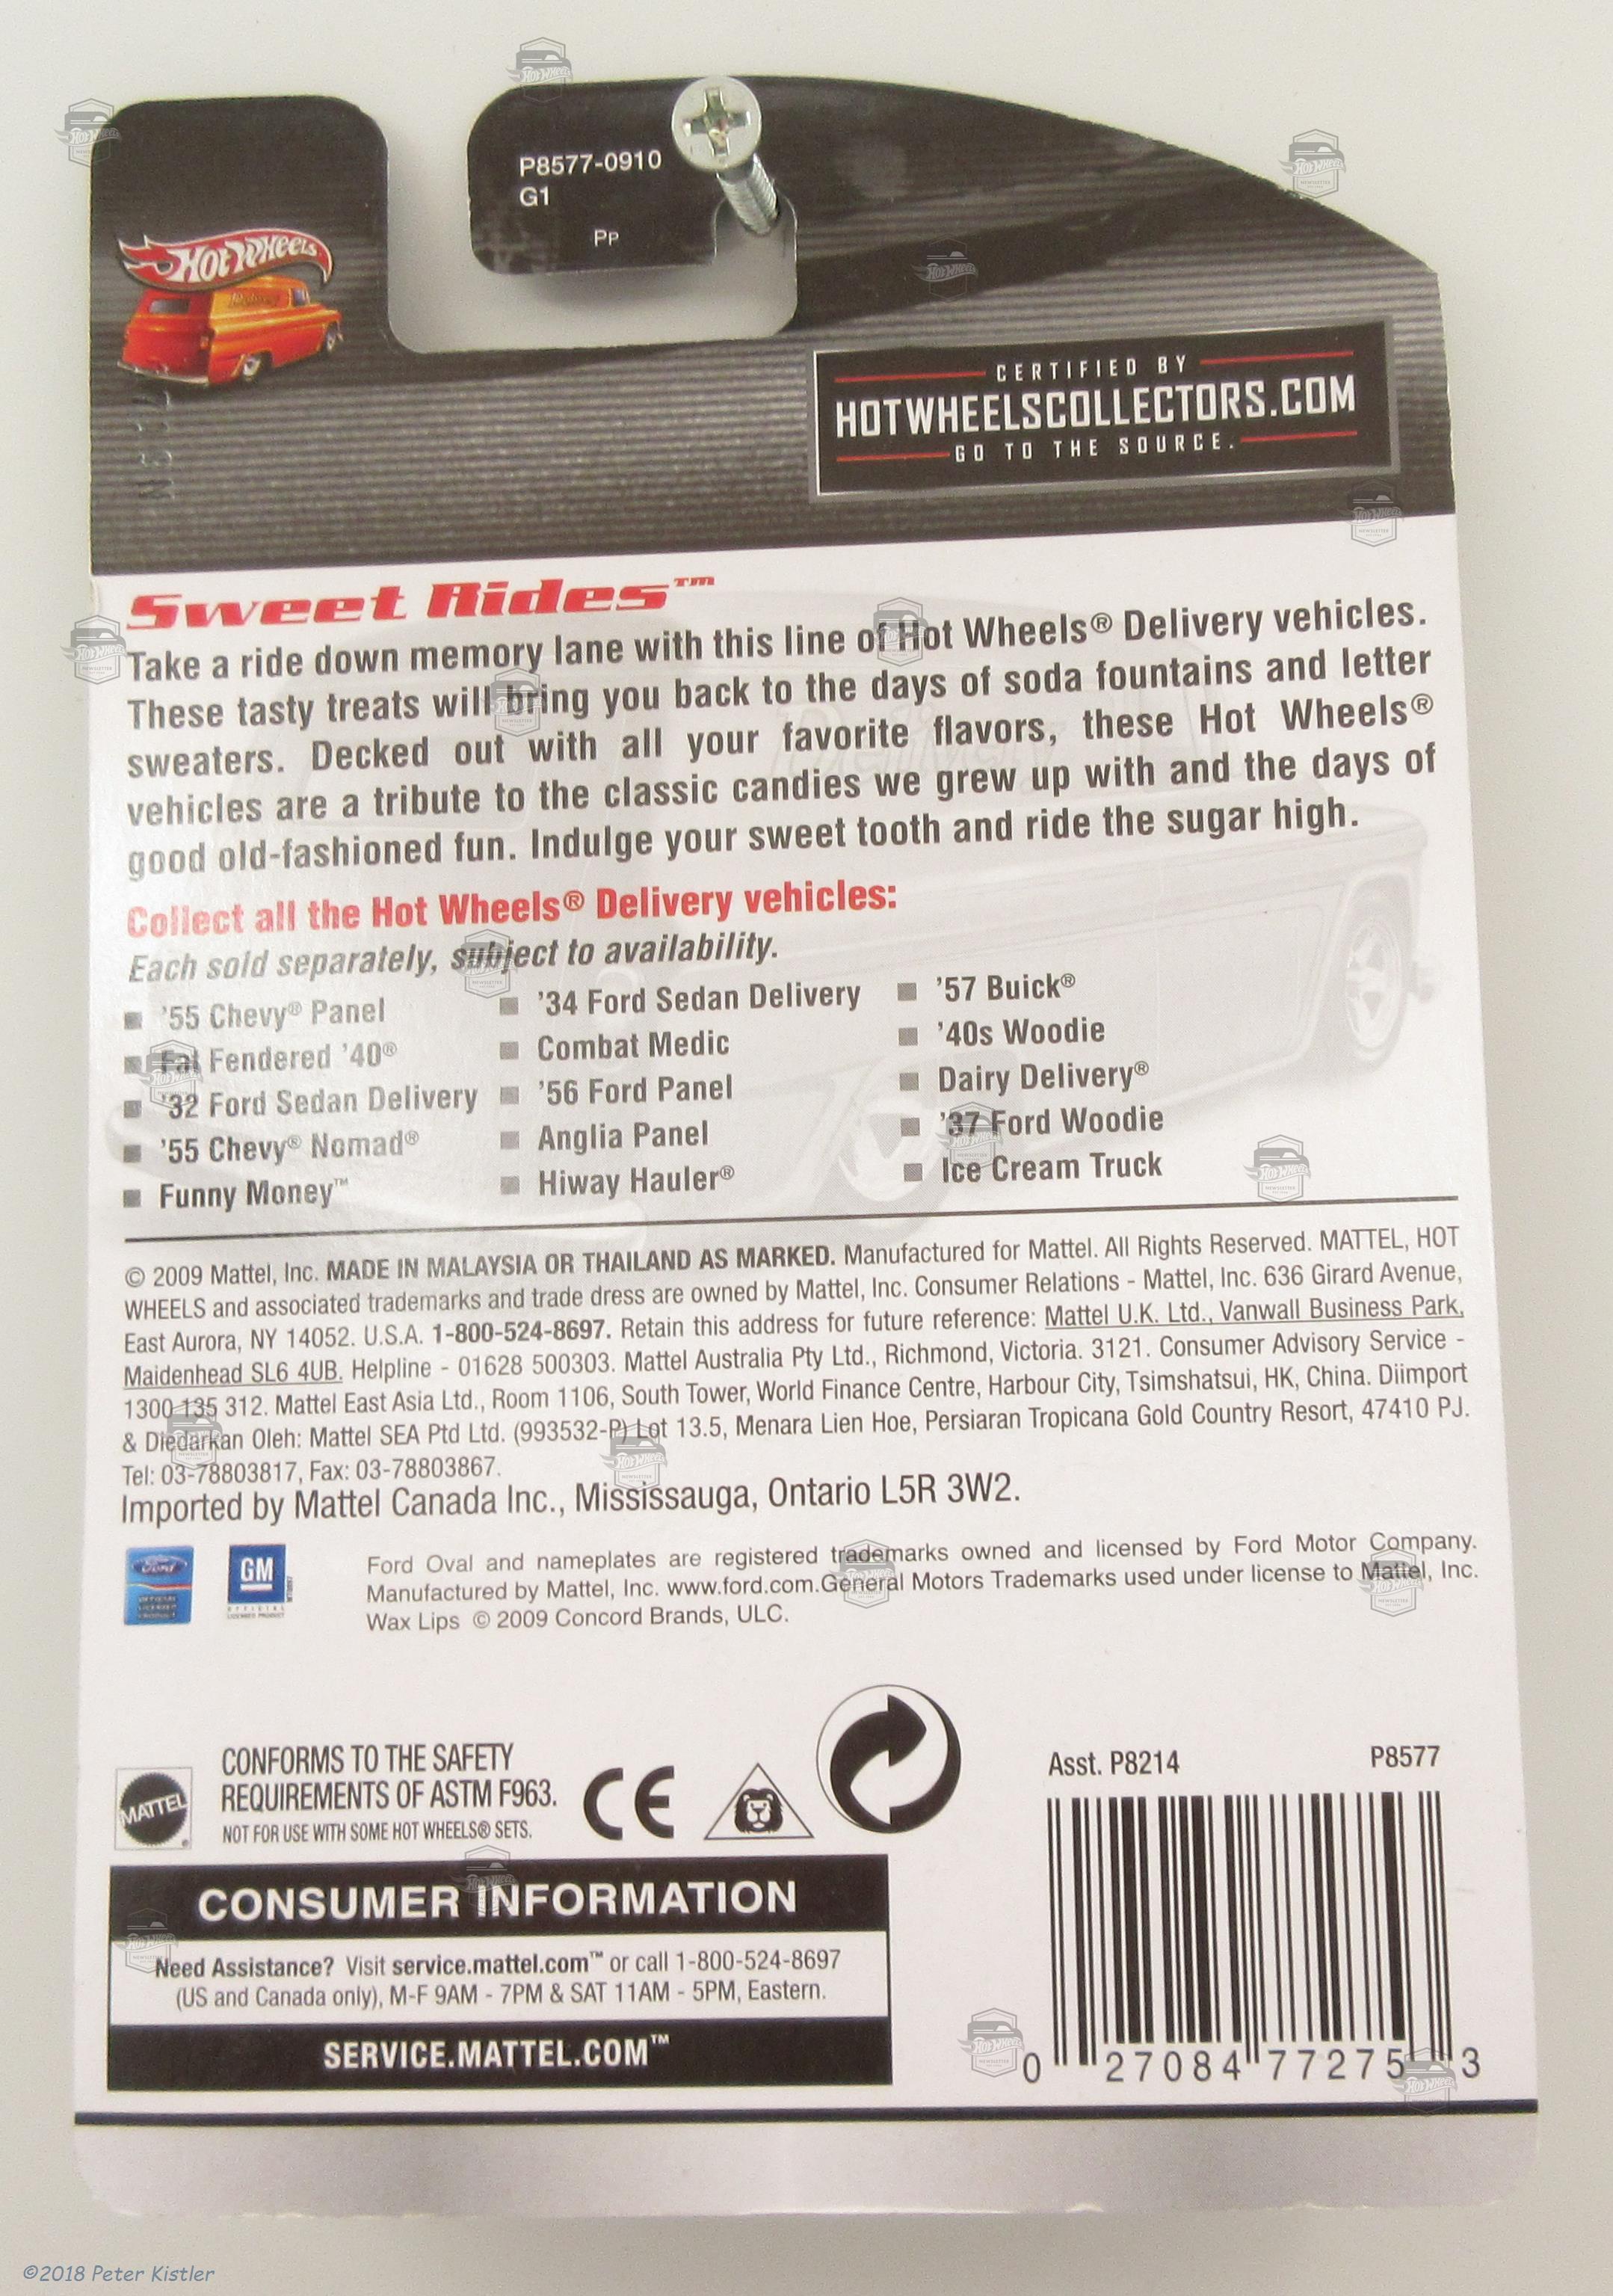 P8577-0910
G1
PP
HOT WHEELS
CERTIFIED BY
HOTWHEELSCOLLECTORS.COM
GO TO THE SOURCE.
Sweet Rides™
Take a ride down memory lane with this line of Hot Wheels® Delivery vehicles.
These tasty treats will bring you back to the days of soda fountains and letter
sweaters. Decked out with all your favorite flavors, these Hot Wheels®
vehicles are a tribute to the classic candies we grew up with and the days of
good old-fashioned fun. Indulge your sweet tooth and ride the sugar high.
Collect all the Hot Wheels® Delivery vehicles:
Each sold separately, subject to availability.
■ '55 Chevy® Panel
■ Fat Fendered '40®
■ '32 Ford Sedan Delivery
■ '55 Chevy® Nomad®
■ Funny Money™
■ '34 Ford Sedan Delivery
■ Combat Medic
■ '56 Ford Panel
■ Anglia Panel
■ Hiway Hauler®
■ '57 Buick®
■ '40s Woodie
■ Dairy Delivery®
■ '37 Ford Woodie
■ Ice Cream Truck
© 2009 Mattel, Inc. MADE IN MALAYSIA OR THAILAND AS MARKED. Manufactured for Mattel. All Rights Reserved. MATTEL, HOT
WHEELS and associated trademarks and trade dress are owned by Mattel, Inc. Consumer Relations - Mattel, Inc. 636 Girard Avenue,
East Aurora, NY 14052. U.S.A. 1-800-524-8697. Retain this address for future reference: Mattel U.K. Ltd., Vanwall Business Park,
Maidenhead SL6 4UB. Helpline - 01628 500303. Mattel Australia Pty Ltd., Richmond, Victoria. 3121. Consumer Advisory Service -
1300 135 312. Mattel East Asia Ltd., Room 1106, South Tower, World Finance Centre, Harbour City, Tsimshatsui, HK, China. Diimport
& Diedarkan Oleh: Mattel SEA Ptd Ltd. (993532-P) Lot 13.5, Menara Lien Hoe, Persiaran Tropicana Gold Country Resort, 47410 PJ.
Tel: 03-78803817, Fax: 03-78803867.
Imported by Mattel Canada Inc., Mississauga, Ontario L5R 3W2.
Ford
GM
OFFICIAL
LICENSED PRODUCT
Ford Oval and nameplates are registered trademarks owned and licensed by Ford Motor Company.
Manufactured by Mattel, Inc. www.ford.com.General Motors Trademarks used under license to Mattel, Inc.
Wax Lips © 2009 Concord Brands, ULC.
MATTEL
CONFORMS TO THE SAFETY
REQUIREMENTS OF ASTM F963.
NOT FOR USE WITH SOME HOT WHEELS® SETS.
CE
Asst. P8214
P8577
CONSUMER INFORMATION
Need Assistance? Visit service.mattel.com™ or call 1-800-524-8697
(US and Canada only), M-F 9AM - 7PM & SAT 11AM - 5PM, Eastern.
SERVICE.MATTEL.COM™
0 27084 77275 3
©2018 Peter Kistler